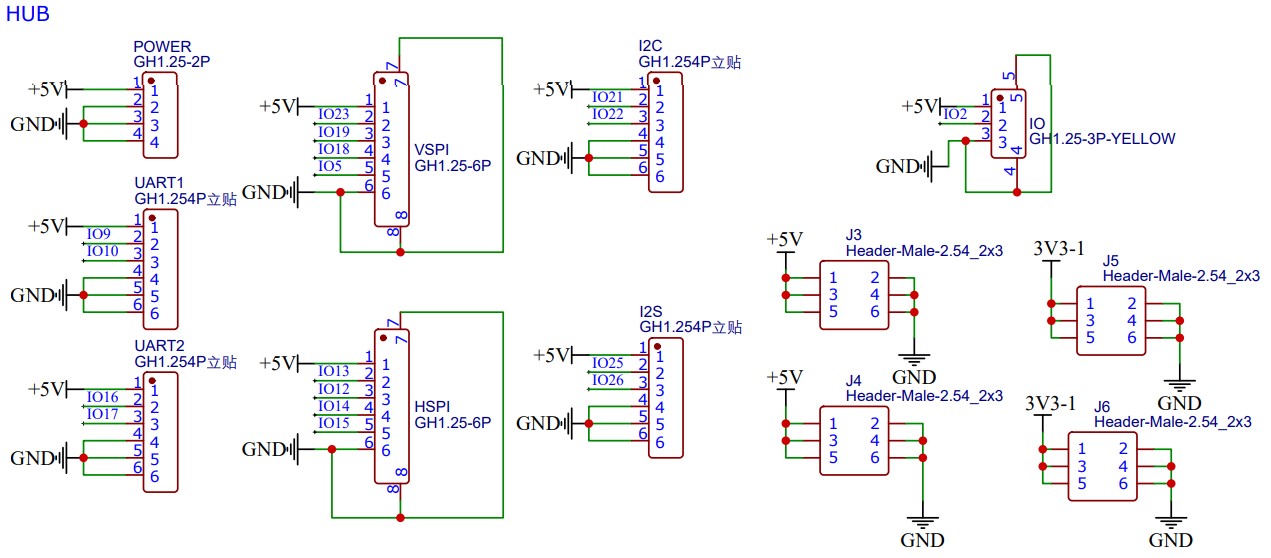 HUB
POWER
GH1.25-2P
+5V
GND
1
2
3
4
1
2
3
4
UART1
GH1.254P立贴
+5V
IO9
IO10
GND
1
2
3
4
5
6
1
2
3
4
5
6
UART2
GH1.254P立贴
+5V
IO16
IO17
GND
1
2
3
4
5
6
1
2
3
4
5
6
VSPI
GH1.25-6P
+5V
IO23
IO19
IO18
IO5
GND
1
2
3
4
5
6
7
8
1
2
3
4
5
6
7
8
HSPI
GH1.25-6P
+5V
IO13
IO12
IO14
IO15
GND
1
2
3
4
5
6
7
8
1
2
3
4
5
6
7
8
I2C
GH1.254P立贴
+5V
IO21
IO22
GND
1
2
3
4
5
6
1
2
3
4
5
6
I2S
GH1.254P立贴
+5V
IO25
IO26
GND
1
2
3
4
5
6
1
2
3
4
5
6
IO
GH1.25-3P-YELLOW
+5V
IO2
GND
1
2
3
4
5
1
2
3
4
5
J3
Header-Male-2.54_2x3
+5V
1 2
3 4
5 6
GND
J5
Header-Male-2.54_2x3
3V3-1
1 2
3 4
5 6
GND
J4
Header-Male-2.54_2x3
+5V
1 2
3 4
5 6
GND
J6
Header-Male-2.54_2x3
3V3-1
1 2
3 4
5 6
GND